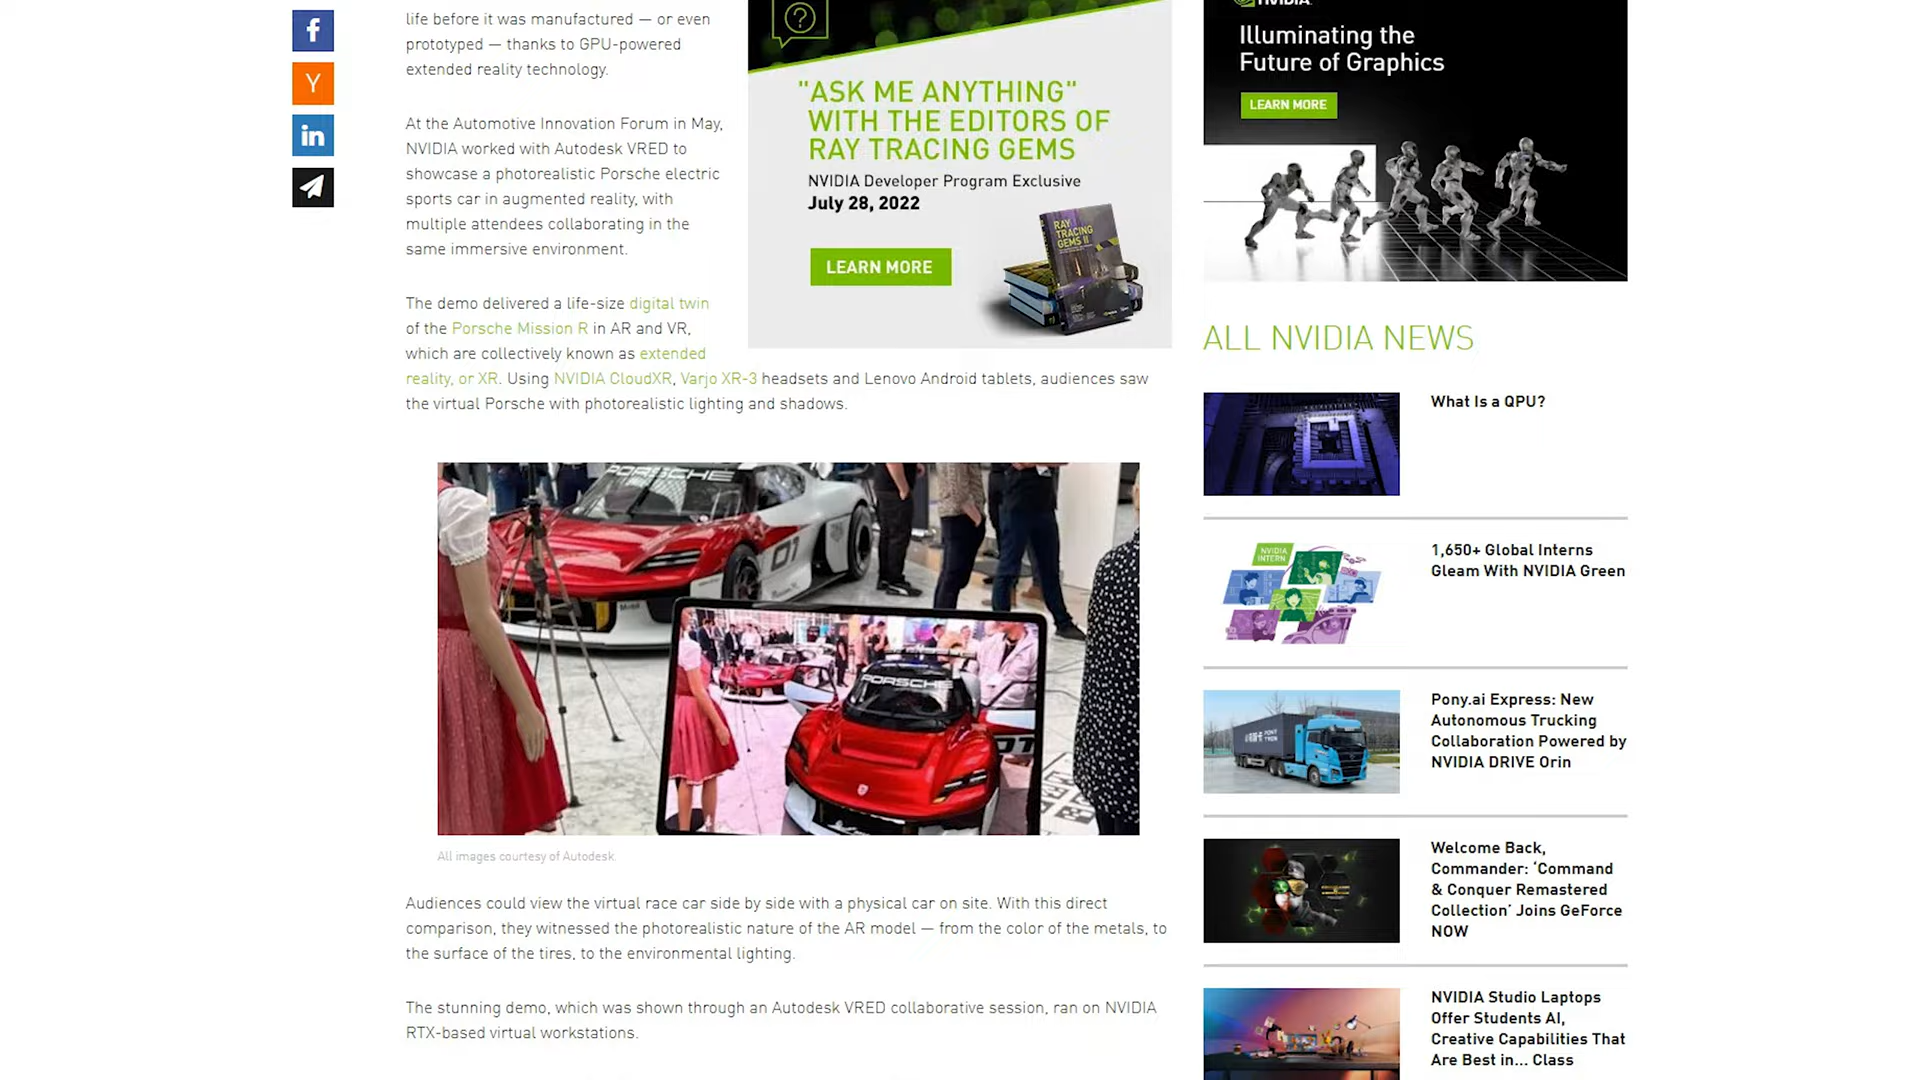 life before it was manufactured — or even
prototyped — thanks to GPU-powered
extended reality technology.
At the Automotive Innovation Forum in May,
NVIDIA worked with Autodesk VRED to
showcase a photorealistic Porsche electric
sports car in augmented reality, with
multiple attendees collaborating in the
same immersive environment.
The demo delivered a life-size digital twin
of the Porsche Mission R in AR and VR,
which are collectively known as extended
reality, or XR. Using NVIDIA CloudXR, Varjo XR-3 headsets and Lenovo Android tablets, audiences saw
the virtual Porsche with photorealistic lighting and shadows.
"ASK ME ANYTHING"
WITH THE EDITORS OF
RAY TRACING GEMS
NVIDIA Developer Program Exclusive
July 28, 2022
LEARN MORE
RAY
TRACING
GEMS II
PORSCHE
01
Mobil
PORSCHE
All images courtesy of Autodesk.
Audiences could view the virtual race car side by side with a physical car on site. With this direct
comparison, they witnessed the photorealistic nature of the AR model — from the color of the metals, to
the surface of the tires, to the environmental lighting.
The stunning demo, which was shown through an Autodesk VRED collaborative session, ran on NVIDIA
RTX-based virtual workstations.
NVIDIA
Illuminating the
Future of Graphics
LEARN MORE
ALL NVIDIA NEWS
What Is a QPU?
NVIDIA
INTERN
1,650+ Global Interns
Gleam With NVIDIA Green
Pony.ai Express: New
Autonomous Trucking
Collaboration Powered by
NVIDIA DRIVE Orin
Welcome Back,
Commander: ‘Command
& Conquer Remastered
Collection’ Joins GeForce
NOW
NVIDIA Studio Laptops
Offer Students AI,
Creative Capabilities That
Are Best in… Class